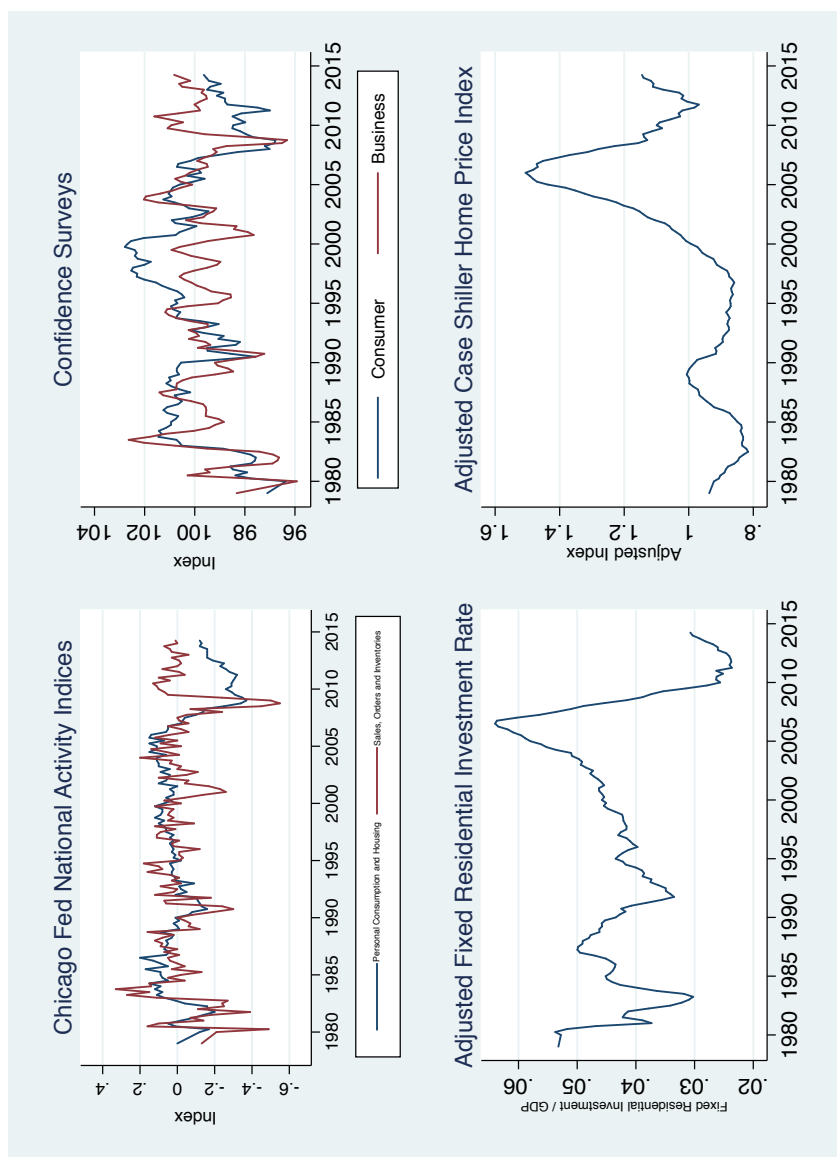 Chicago Fed National Activity Indices
Index
.4
.2
0
-.2
-.4
-.6
1980 1985 1990 1995 2000 2005 2010 2015
Personal Consumption and Housing Sales, Orders and Inventories
Confidence Surveys
Index
104
102
100
98
96
1980 1985 1990 1995 2000 2005 2010 2015
Consumer Business
Adjusted Fixed Residential Investment Rate
Fixed Residential Investment / GDP
.06
.05
.04
.03
.02
1980 1985 1990 1995 2000 2005 2010 2015
Adjusted Case Shiller Home Price Index
Adjusted Index
1.6
1.4
1.2
1
.8
1980 1985 1990 1995 2000 2005 2010 2015